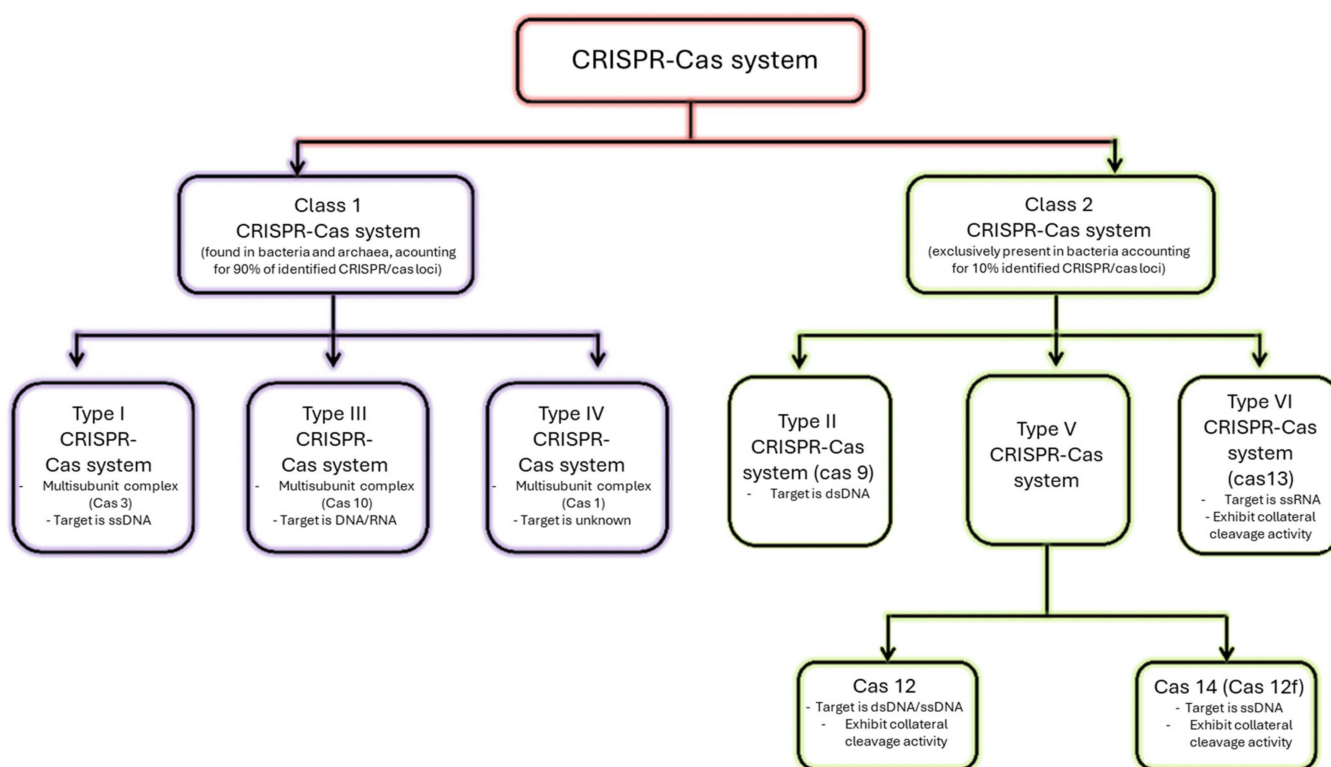 CRISPR-Cas system
Class 1
CRISPR-Cas system
(found in bacteria and archaea, acounting
for 90% of identified CRISPR/cas loci)
Class 2
CRISPR-Cas system
(exclusively present in bacteria accounting
for 10% identified CRISPR/cas loci)
Type I
CRISPR-
Cas system
- Multisubunit complex
(Cas 3)
- Target is ssDNA
Type III
CRISPR-
Cas system
- Multisubunit complex
(Cas 10)
- Target is DNA/RNA
Type IV
CRISPR-
Cas system
- Multisubunit complex
(Cas 1)
- Target is unknown
Type II
CRISPR-Cas
system (cas 9)
- Target is dsDNA
Type V
CRISPR-Cas
system
Type VI
CRISPR-Cas
system
(cas13)
- Target is ssRNA
- Exhibit collateral
cleavage activity
Cas 12
- Target is dsDNA/ssDNA
- Exhibit collateral
cleavage activity
Cas 14 (Cas 12f)
- Target is ssDNA
- Exhibit collateral
cleavage activity